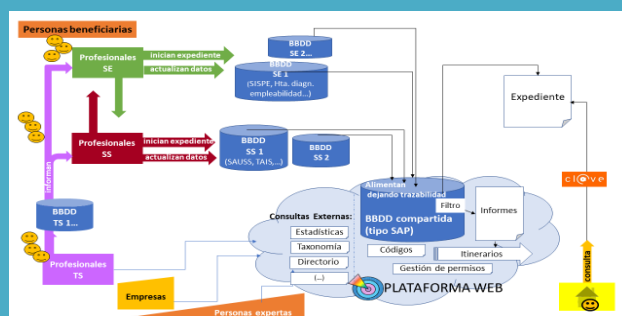 Personas beneficiarias
Profesionales
SE
inician expediente
actualizan datos
BBDD
SE 2...
BBDD
SE 1
(SISPE, Hta. diagn.
empleabilidad...)
Expediente
Profesionales
SS
inician expediente
actualizan datos
BBDD
SS 1
(SAUSS, TAIS,...)
BBDD
SS 2
cl@ve
informan
Alimentan
dejando trazabilidad
BBDD compartida
(tipo SAP)
Filtro
Informes
BBDD
TS 1...
Consultas Externas:
Estadísticas
Taxonomía
Directorio
(...)
Códigos
Itinerarios
Gestión de permisos
Profesionales
TS
consulta
Empresas
PLATAFORMA WEB
Personas expertas